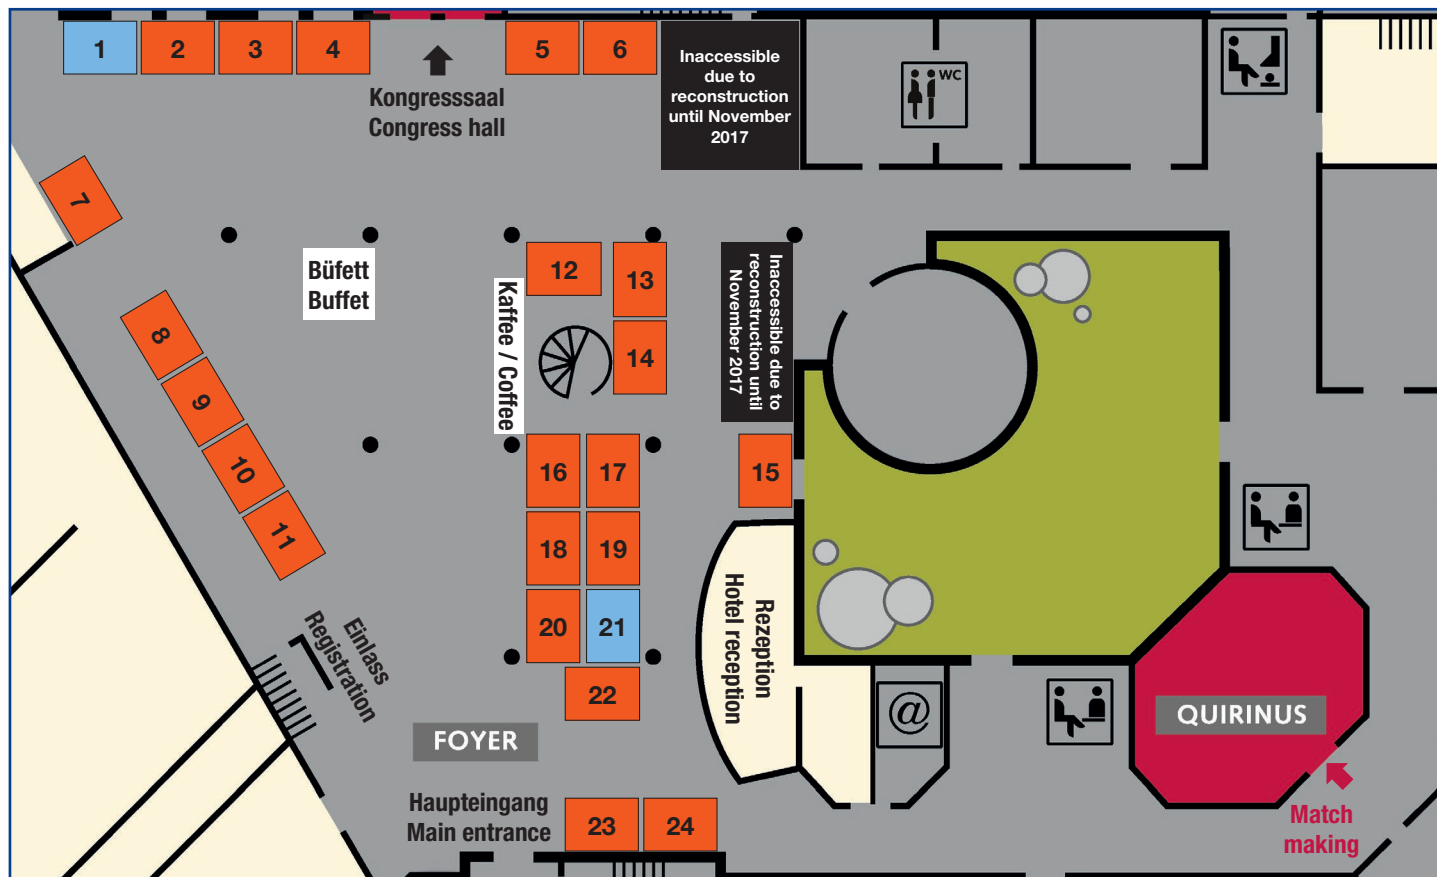 1
2
3
4
5
6
Kongresssaal
Congress hall
Inaccessible
due to
reconstruction
until November
2017
WC
7
Büfett
Buffet
Kaffee / Coffee
12
13
14
Inaccessible due to
reconstruction until
November 2017
8
9
10
11
15
16
17
18
19
20
21
22
Einlass
Registration
Rezeption
Hotel reception
@
QUIRINUS
FOYER
Haupteingang
Main entrance
23
24
Match
making